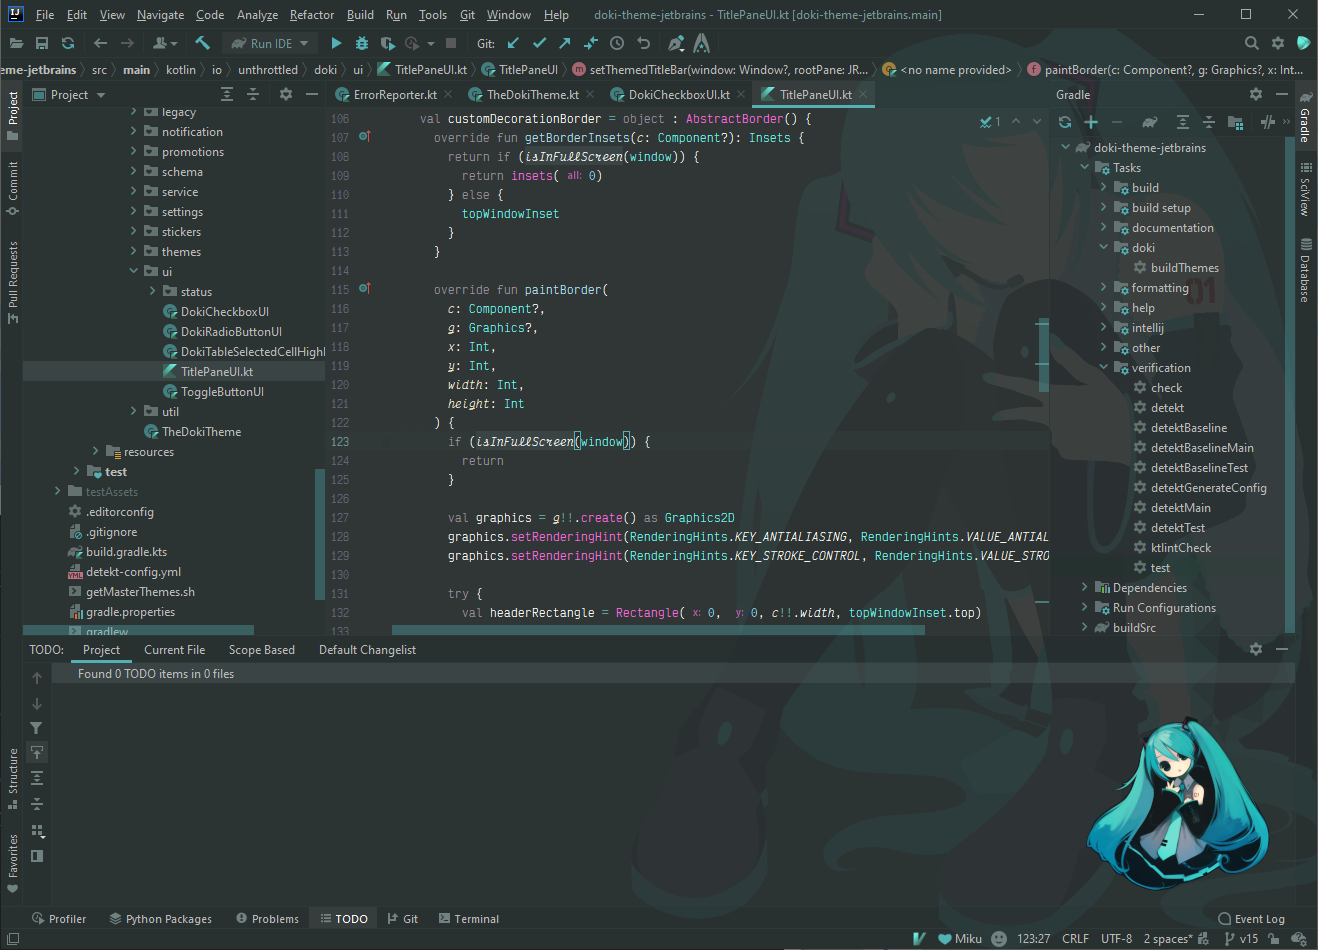 IJ File Edit View Navigate Code Analyze Refactor Build Run Tools Git Window Help doki-theme-jetbrains - TitlePaneUI.kt [doki-theme-jetbrains.main]
Run IDE Git:
eme-jetbrains src main kotlin io unthrottled doki ui TitlePaneUI.kt TitlePaneUI m setThemedTitleBar(window: Window?, rootPane: JR... <no name provided> f paintBorder(c: Component?, g: Graphics?, x: Int...
Project
Commit
Pull Requests
Structure
Favorites
Project
legacy
notification
promotions
schema
service
settings
stickers
themes
ui
status
DokiCheckboxUI
DokiRadioButtonUI
DokiTableSelectedCellHighl
TitlePaneUI.kt
ToggleButtonUI
util
TheDokiTheme
resources
test
testAssets
.editorconfig
.gitignore
build.gradle.kts
detekt-config.yml
getMasterThemes.sh
gradle.properties
gradlew
ErrorReporter.kt TheDokiTheme.kt DokiCheckboxUI.kt TitlePaneUI.kt
1
106 val customDecorationBorder = object : AbstractBorder() {
107 override fun getBorderInsets(c: Component?): Insets {
108 return if (isInFullScreen(window)) {
109 return insets( all: 0)
110 } else {
111 topWindowInset
112 }
113 }
114
115 override fun paintBorder(
116 c: Component?,
117 g: Graphics?,
118 x: Int,
119 y: Int,
120 width: Int,
121 height: Int
122 ) {
123 if (isInFullScreen(window)) {
124 return
125 }
126
127 val graphics = g!!.create() as Graphics2D
128 graphics.setRenderingHint(RenderingHints.KEY_ANTIALIASING, RenderingHints.VALUE_ANTIAL
129 graphics.setRenderingHint(RenderingHints.KEY_STROKE_CONTROL, RenderingHints.VALUE_STRO
130
131 try {
132 val headerRectangle = Rectangle( x: 0, y: 0, c!!.width, topWindowInset.top)
133
Gradle
doki-theme-jetbrains
Tasks
build
build setup
documentation
doki
buildThemes
formatting
help
intellij
other
verification
check
detekt
detektBaseline
detektBaselineMain
detektBaselineTest
detektGenerateConfig
detektMain
detektTest
ktlintCheck
test
Dependencies
Run Configurations
buildSrc
01
Gradle
SciView
Database
TODO: Project Current File Scope Based Default Changelist
Found 0 TODO items in 0 files
Profiler Python Packages Problems TODO Git Terminal Event Log
Miku 123:27 CRLF UTF-8 2 spaces* v15